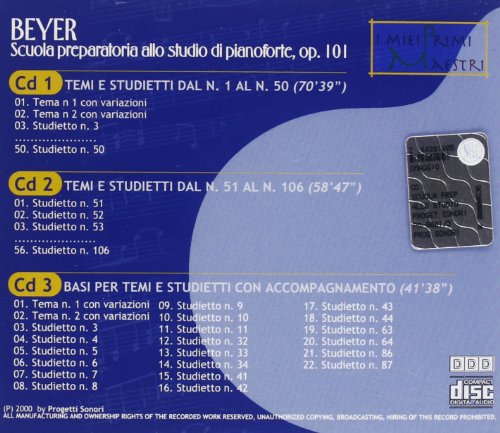 BEYER
Scuola preparatoria allo studio di pianoforte, op. 101
I MIEI PRIMI
MAESTRI
Cd 1 TEMI E STUDIETTI DAL N. 1 AL N. 50 (70'39")
01. Tema n 1 con variazioni
02. Tema n 2 con variazioni
03. Studietto n. 3
......................
50. Studietto n. 50
Cd 2 TEMI E STUDIETTI DAL N. 51 AL N. 106 (58'47")
01. Studietto n. 51
02. Studietto n. 52
03. Studietto n. 53
......................
56. Studietto n. 106
OMAGGIO
CD
SCUOLA PREP
PROGET SONORI
PROG SONORI
Cd 3 BASI PER TEMI E STUDIETTI CON ACCOMPAGNAMENTO (41'38")
01. Tema n. 1 con variazioni
02. Tema n. 2 con variazioni
03. Studietto n. 3
04. Studietto n. 4
05. Studietto n. 5
06. Studietto n. 6
07. Studietto n. 7
08. Studietto n. 8
09. Studietto n. 9
10. Studietto n. 10
11. Studietto n. 11
12. Studietto n. 32
13. Studietto n. 33
14. Studietto n. 34
15. Studietto n. 41
16. Studietto n. 42
17. Studietto n. 43
18. Studietto n. 44
19. Studietto n. 63
20. Studietto n. 64
21. Studietto n. 86
22. Studietto n. 87
DDD
COMPACT
disc
DIGITAL AUDIO
(P) 2000 by Progetti Sonori
ALL MANUFACTURING AND OWNERSHIP RIGHTS OF THE RECORDED WORK RESERVED, UNAUTHORIZED COPYING, BROADCASTING, HIRING OF THIS RECORD PROHIBITED.